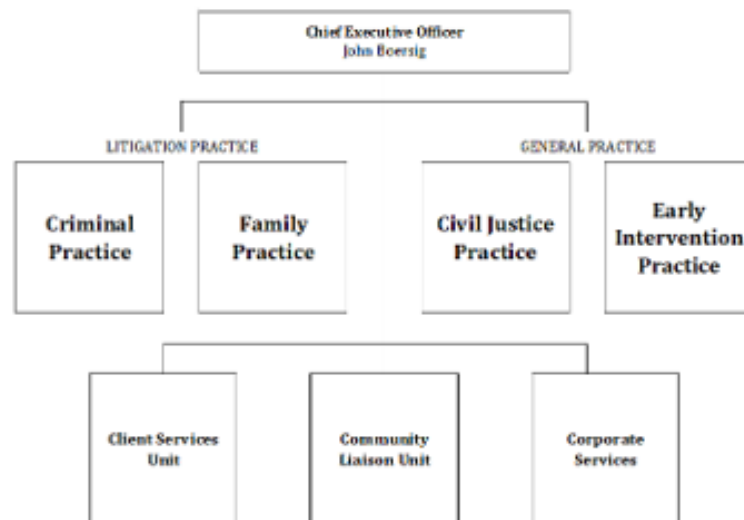 Chief Executive Officer
John Boersig
LITIGATION PRACTICE
GENERAL PRACTICE
Criminal
Practice
Family
Practice
Civil Justice
Practice
Early
Intervention
Practice
Client Services
Unit
Community
Liaison Unit
Corporate
Services